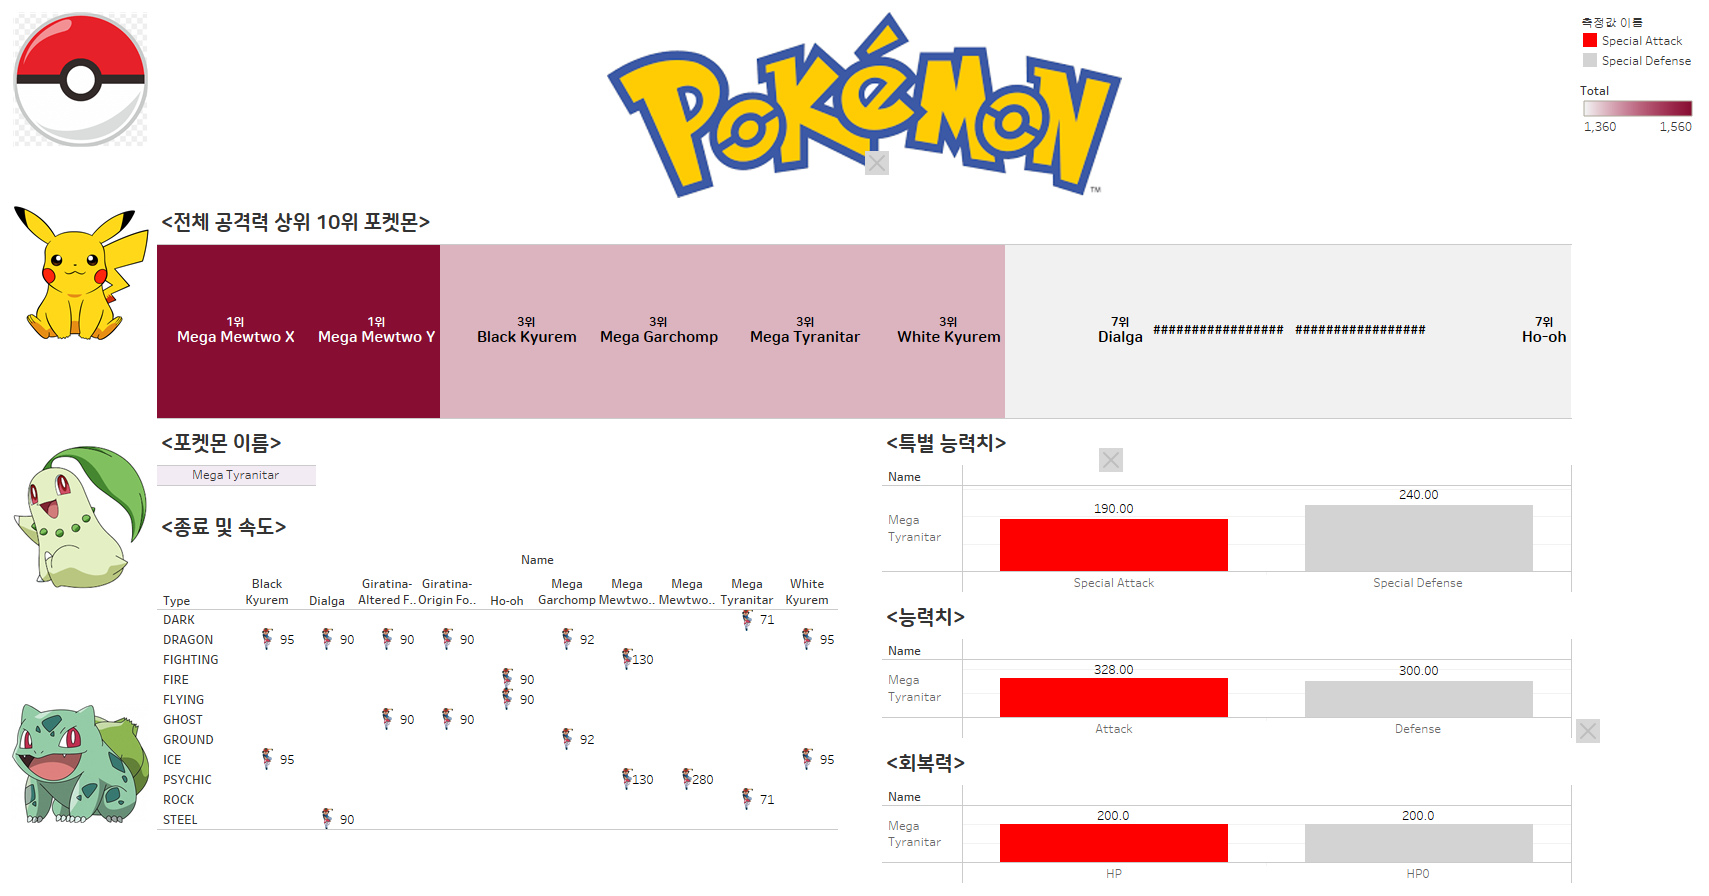 POKéMON
TM
측정값 이름
Special Attack
Special Defense
Total
1,360 1,560
<전체 공격력 상위 10위 포켓몬>
1위 1위 3위 3위 3위 3위 7위 7위
Mega Mewtwo X Mega Mewtwo Y Black Kyurem Mega Garchomp Mega Tyranitar White Kyurem Dialga ################# ################# Ho-oh
<포켓몬 이름>
Mega Tyranitar
<종료 및 속도>
Name
Black Giratina- Giratina- Mega Mega Mega Mega White
Type Kyurem Dialga Altered F.. Origin Fo.. Ho-oh Garchomp Mewtwo.. Mewtwo.. Tyranitar Kyurem
DARK 71
DRAGON 95 90 90 90 92 95
FIGHTING 130
FIRE 90
FLYING 90
GHOST 90 90
GROUND 92
ICE 95 95
PSYCHIC 130 280
ROCK 71
STEEL 90
<특별 능력치>
Name
190.00 240.00
Mega
Tyranitar
Special Attack Special Defense
<능력치>
Name
328.00 300.00
Mega
Tyranitar
Attack Defense
<회복력>
Name
200.0 200.0
Mega
Tyranitar
HP HP0